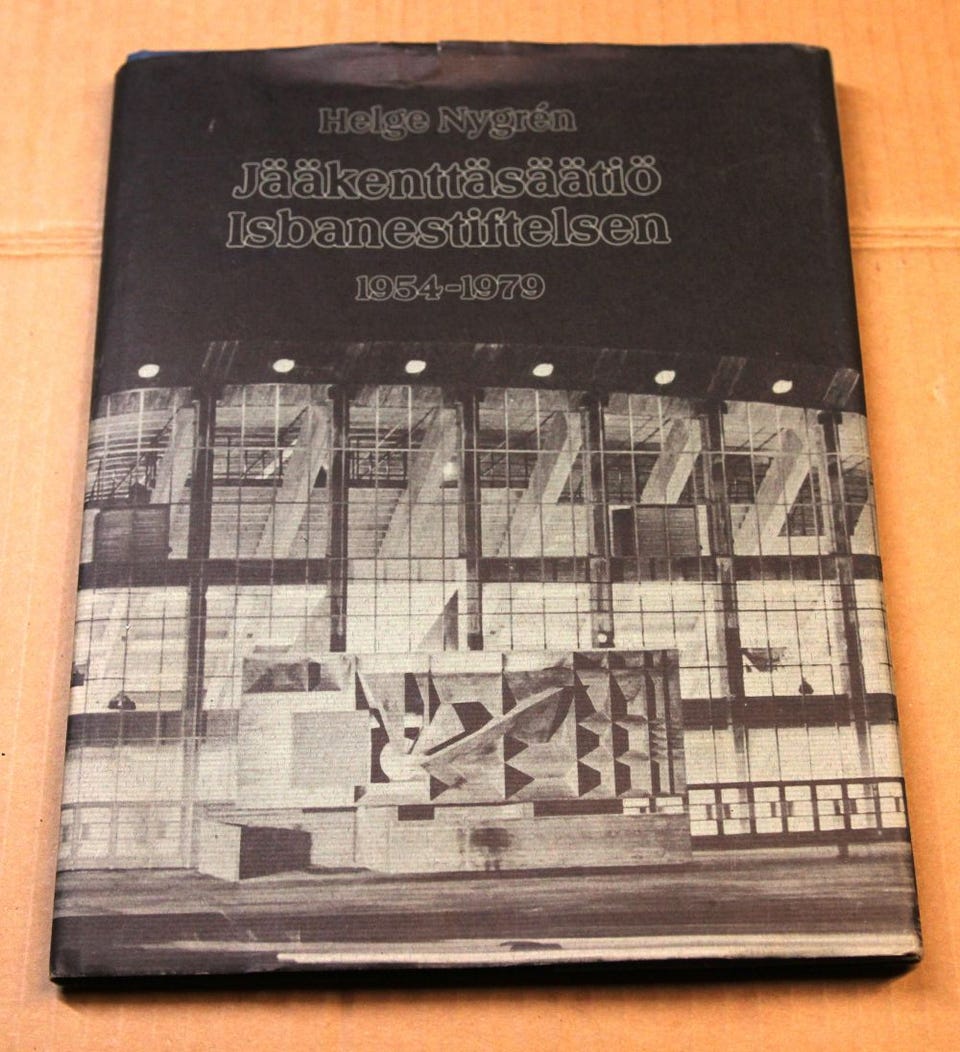 Helge Nygrén
Jääkenttäsäätiö
Isbanestiftelsen
1954-1979